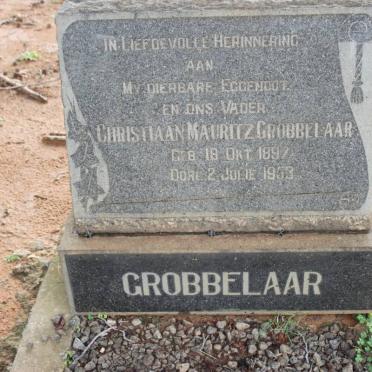 In Liefdevolle Herinnering
aan
My dierbare Eggenoot
en ons Vader
Christiaan Mauritz Grobbelaar
Geb. 18 Okt 1897
Oorl. 2 Julie 1953
GROBBELAAR